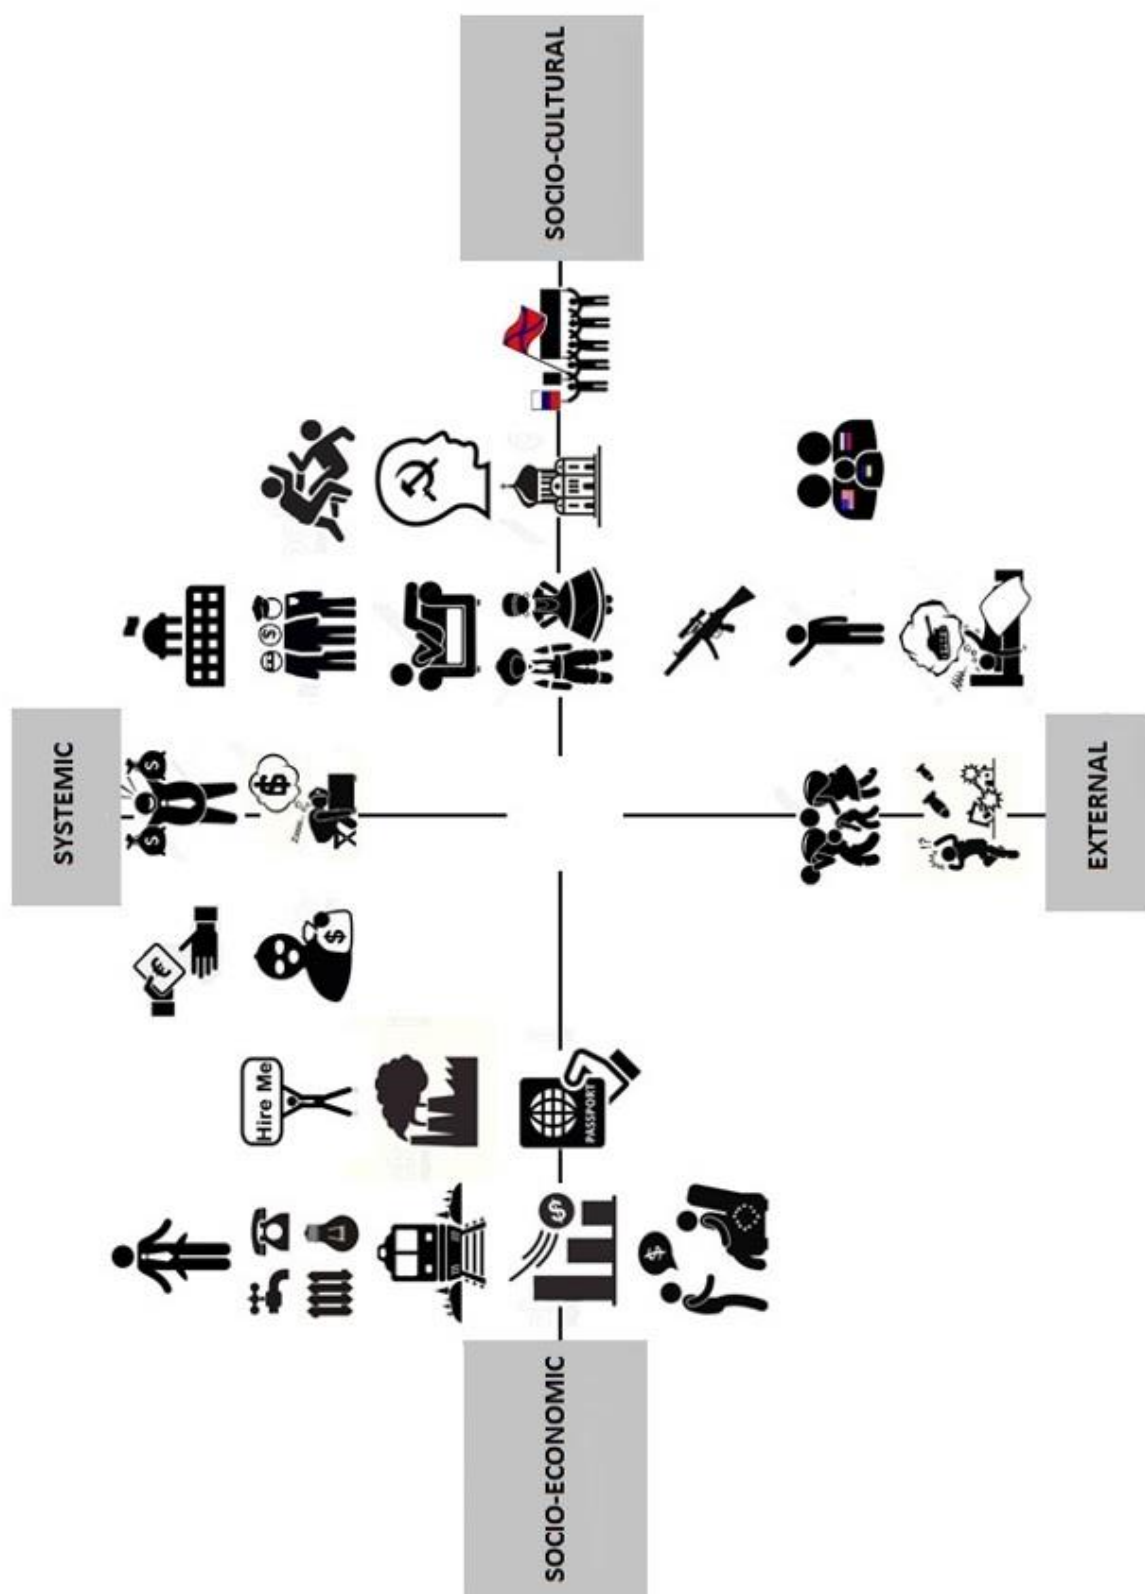 SYSTEMIC
$ $
€
Hire Me
$
$
SOCIO-ECONOMIC
$
SOCIO-CULTURAL
PASSPORT
$
!?
EXTERNAL